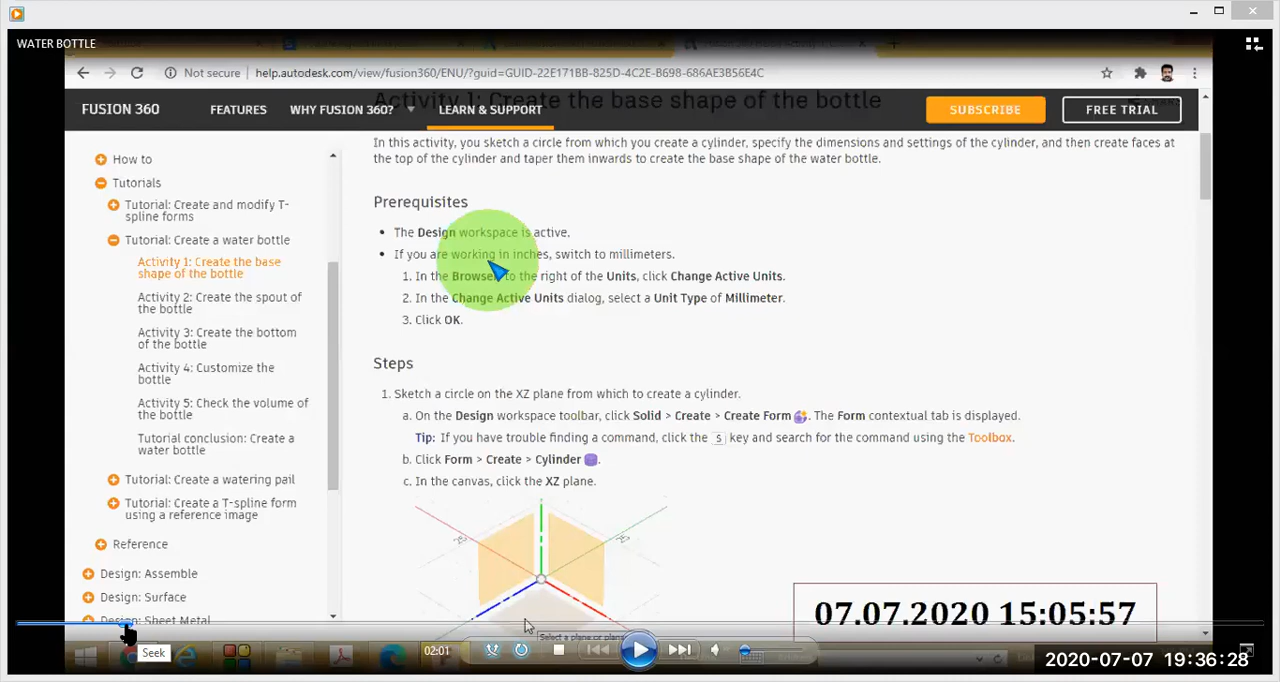 WATER BOTTLE
Not secure | help.autodesk.com/view/fusion360/ENU/?guid=GUID-22E171BB-825D-4C2E-B698-686AE3B56E4C
FUSION 360 FEATURES WHY FUSION 360? LEARN & SUPPORT SUBSCRIBE FREE TRIAL
Activity 1: Create the base shape of the bottle
In this activity, you sketch a circle from which you create a cylinder, specify the dimensions and settings of the cylinder, and then create faces
at the top of the cylinder and taper them inwards to create the base shape of the water bottle.
Prerequisites
• The Design workspace is active.
• If you are working in inches, switch to millimeters.
1. In the Browser to the right of the Units, click Change Active Units.
2. In the Change Active Units dialog, select a Unit Type of Millimeter.
3. Click OK.
Steps
1. Sketch a circle on the XZ plane from which to create a cylinder.
a. On the Design workspace toolbar, click Solid > Create > Create Form . The Form contextual tab is displayed.
Tip: If you have trouble finding a command, click the S key and search for the command using the Toolbox.
b. Click Form > Create > Cylinder .
c. In the canvas, click the XZ plane.
25
25
Select a plane or plan
How to
Tutorials
Tutorial: Create and modify T-
spline forms
Tutorial: Create a water bottle
Activity 1: Create the base
shape of the bottle
Activity 2: Create the spout of
the bottle
Activity 3: Create the bottom
of the bottle
Activity 4: Customize the
bottle
Activity 5: Check the volume of
the bottle
Tutorial conclusion: Create a
water bottle
Tutorial: Create a watering pail
Tutorial: Create a T-spline form
using a reference image
Reference
Design: Assemble
Design: Surface
Design: Sheet Metal
07.07.2020 15:05:57
Seek
02:01
2020-07-07 19:36:28